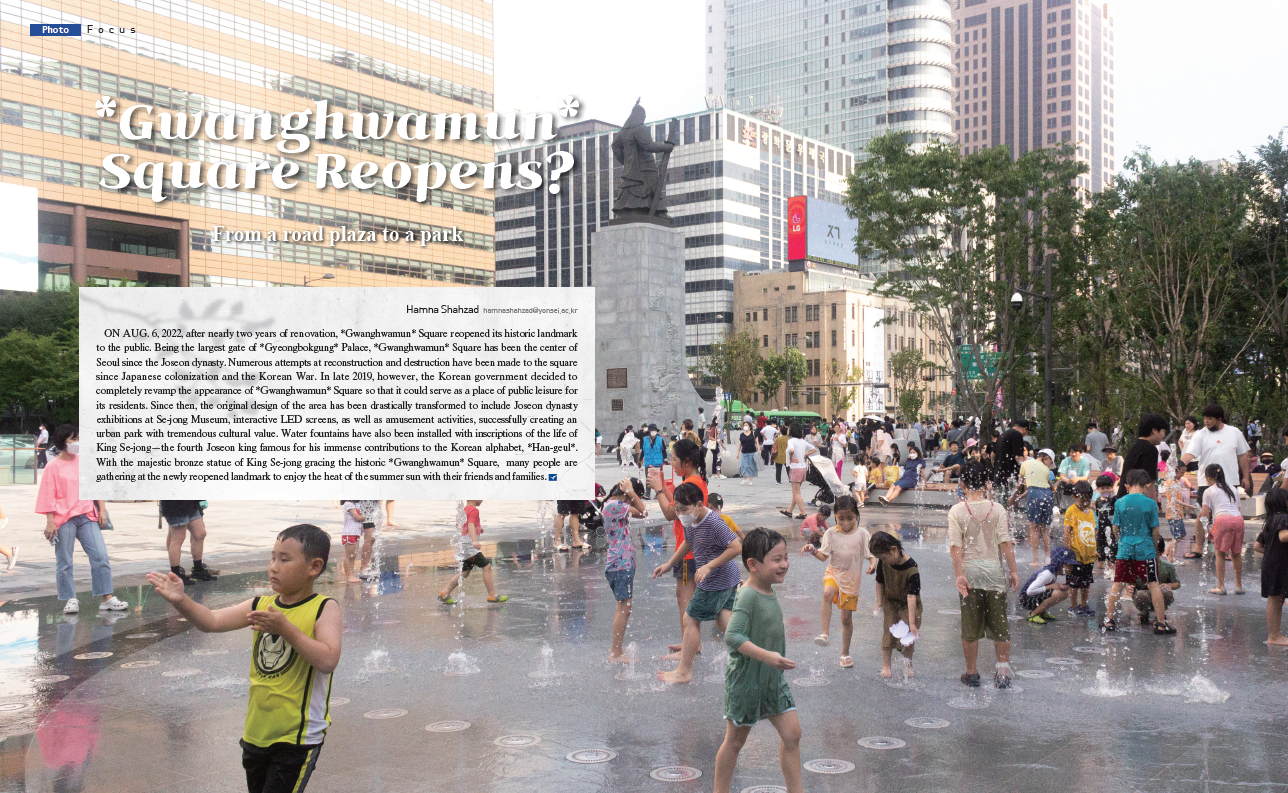 Photo Focus
*Gwanghwamun*
Square Reopens?
From a road plaza to a park
Hamna Shahzad hamnashahzad@yonsei.ac.kr
ON AUG. 6, 2022, after nearly two years of renovation, *Gwanghwamun* Square reopened its historic landmark
to the public. Being the largest gate of *Gyeongbokgung* Palace, *Gwanghwamun* Square has been the center of
Seoul since the Joseon dynasty. Numerous attempts at reconstruction and destruction have been made to the square
since Japanese colonization and the Korean War. In late 2019, however, the Korean government decided to
completely revamp the appearance of *Gwanghwamun* Square so that it could serve as a place of public leisure for
its residents. Since then, the original design of the area has been drastically transformed to include Joseon dynasty
exhibitions at Se-jong Museum, interactive LED screens, as well as amusement activities, successfully creating an
urban park with tremendous cultural value. Water fountains have also been installed with inscriptions of the life of
King Se-jong—the fourth Joseon king famous for his immense contributions to the Korean alphabet, *Han-geul*.
With the majestic bronze statue of King Se-jong gracing the historic *Gwanghwamun* Square, many people are
gathering at the newly reopened landmark to enjoy the heat of the summer sun with their friends and families.
광화문우체국
LG